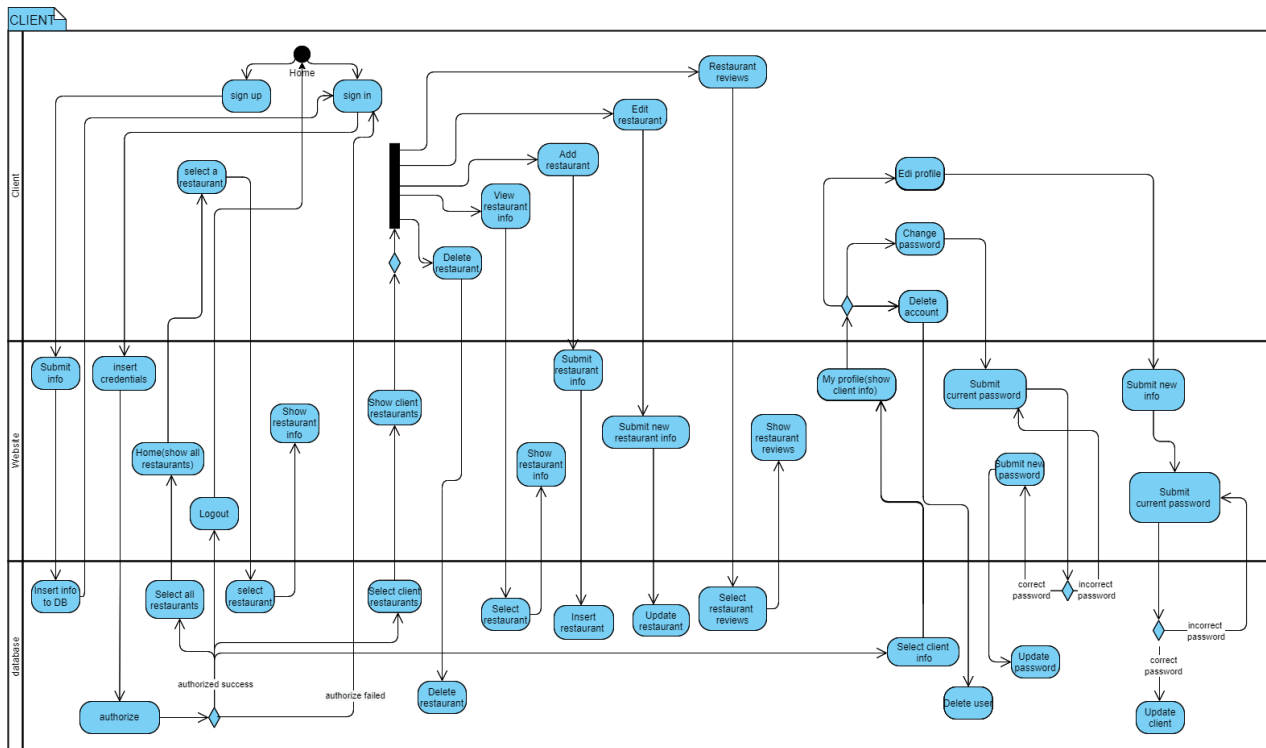 CLIENT
Client
Home
sign up
sign in
Restaurant
reviews
Edit
restaurant
Add
restaurant
select a
restaurant
View
restaurant
info
Delete
restaurant
Edi profile
Change
password
Delete
account
Website
Submit
info
insert
credentials
Home(show all
restaurants)
Logout
Show
restaurant
info
Show client
restaurants
Show
restaurant
info
Submit
restaurant
info
Submit new
restaurant info
Show
restaurant
reviews
My profile(show
client info)
Submit
current password
Submit new
password
Submit new
info
Submit
current password
database
Insert info
to DB
Select all
restaurants
select
restaurant
Select client
restaurants
Select
restaurant
Insert
restaurant
Update
restaurant
Select
restaurant
reviews
correct
password
incorrect
password
Select client
info
Update
password
incorrect
password
correct
password
authorized success
authorize failed
authorize
Delete
restaurant
Delete user
Update
client